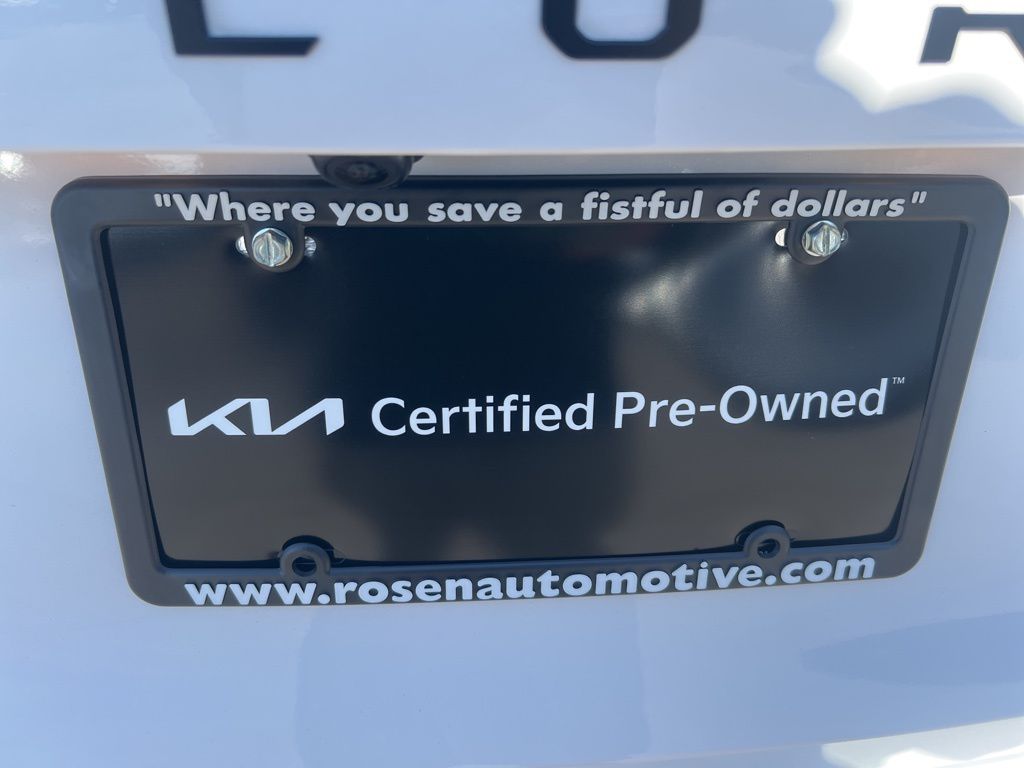 "Where you save a fistful of dollars"
KIA Certified Pre-Owned™
www.rosenautomotive.com